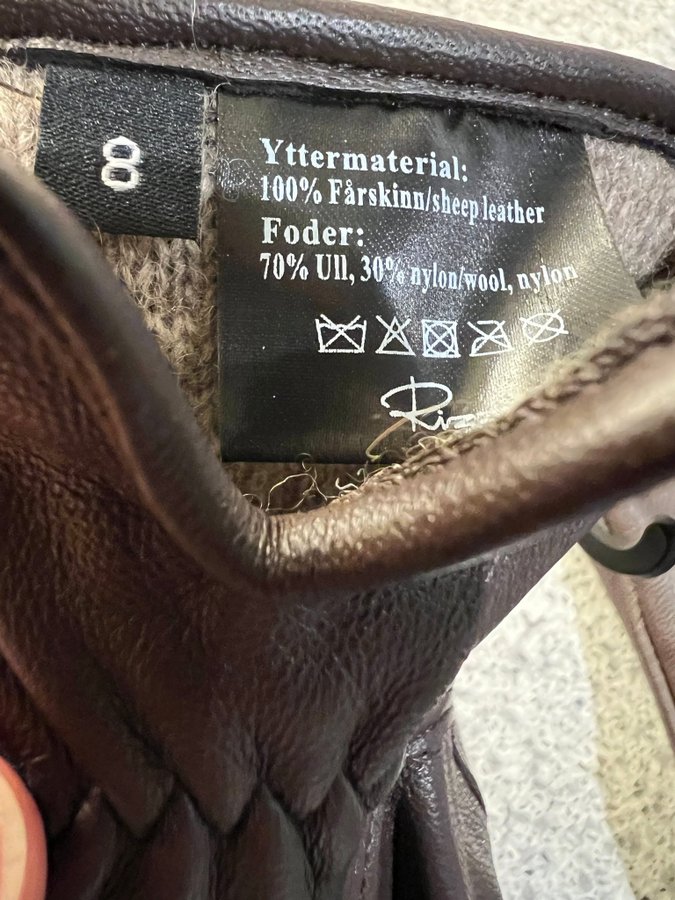 8
Yttermaterial:
100% Fårskinn/sheep leather
Foder:
70% Ull, 30% nylon/wool, nylon